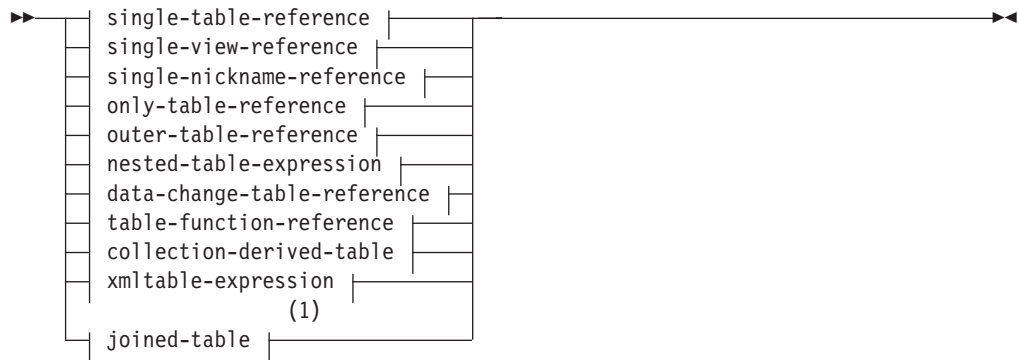 single-table-reference
single-view-reference
single-nickname-reference
only-table-reference
outer-table-reference
nested-table-expression
data-change-table-reference
table-function-reference
collection-derived-table
xmltable-expression
(1)
joined-table